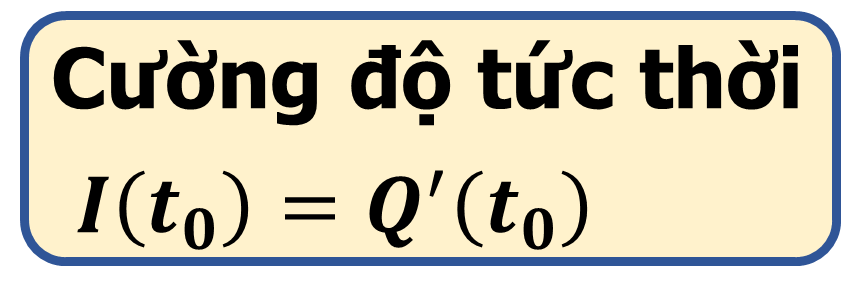 Cường độ tức thời
I(t₀) = Q′(t₀)